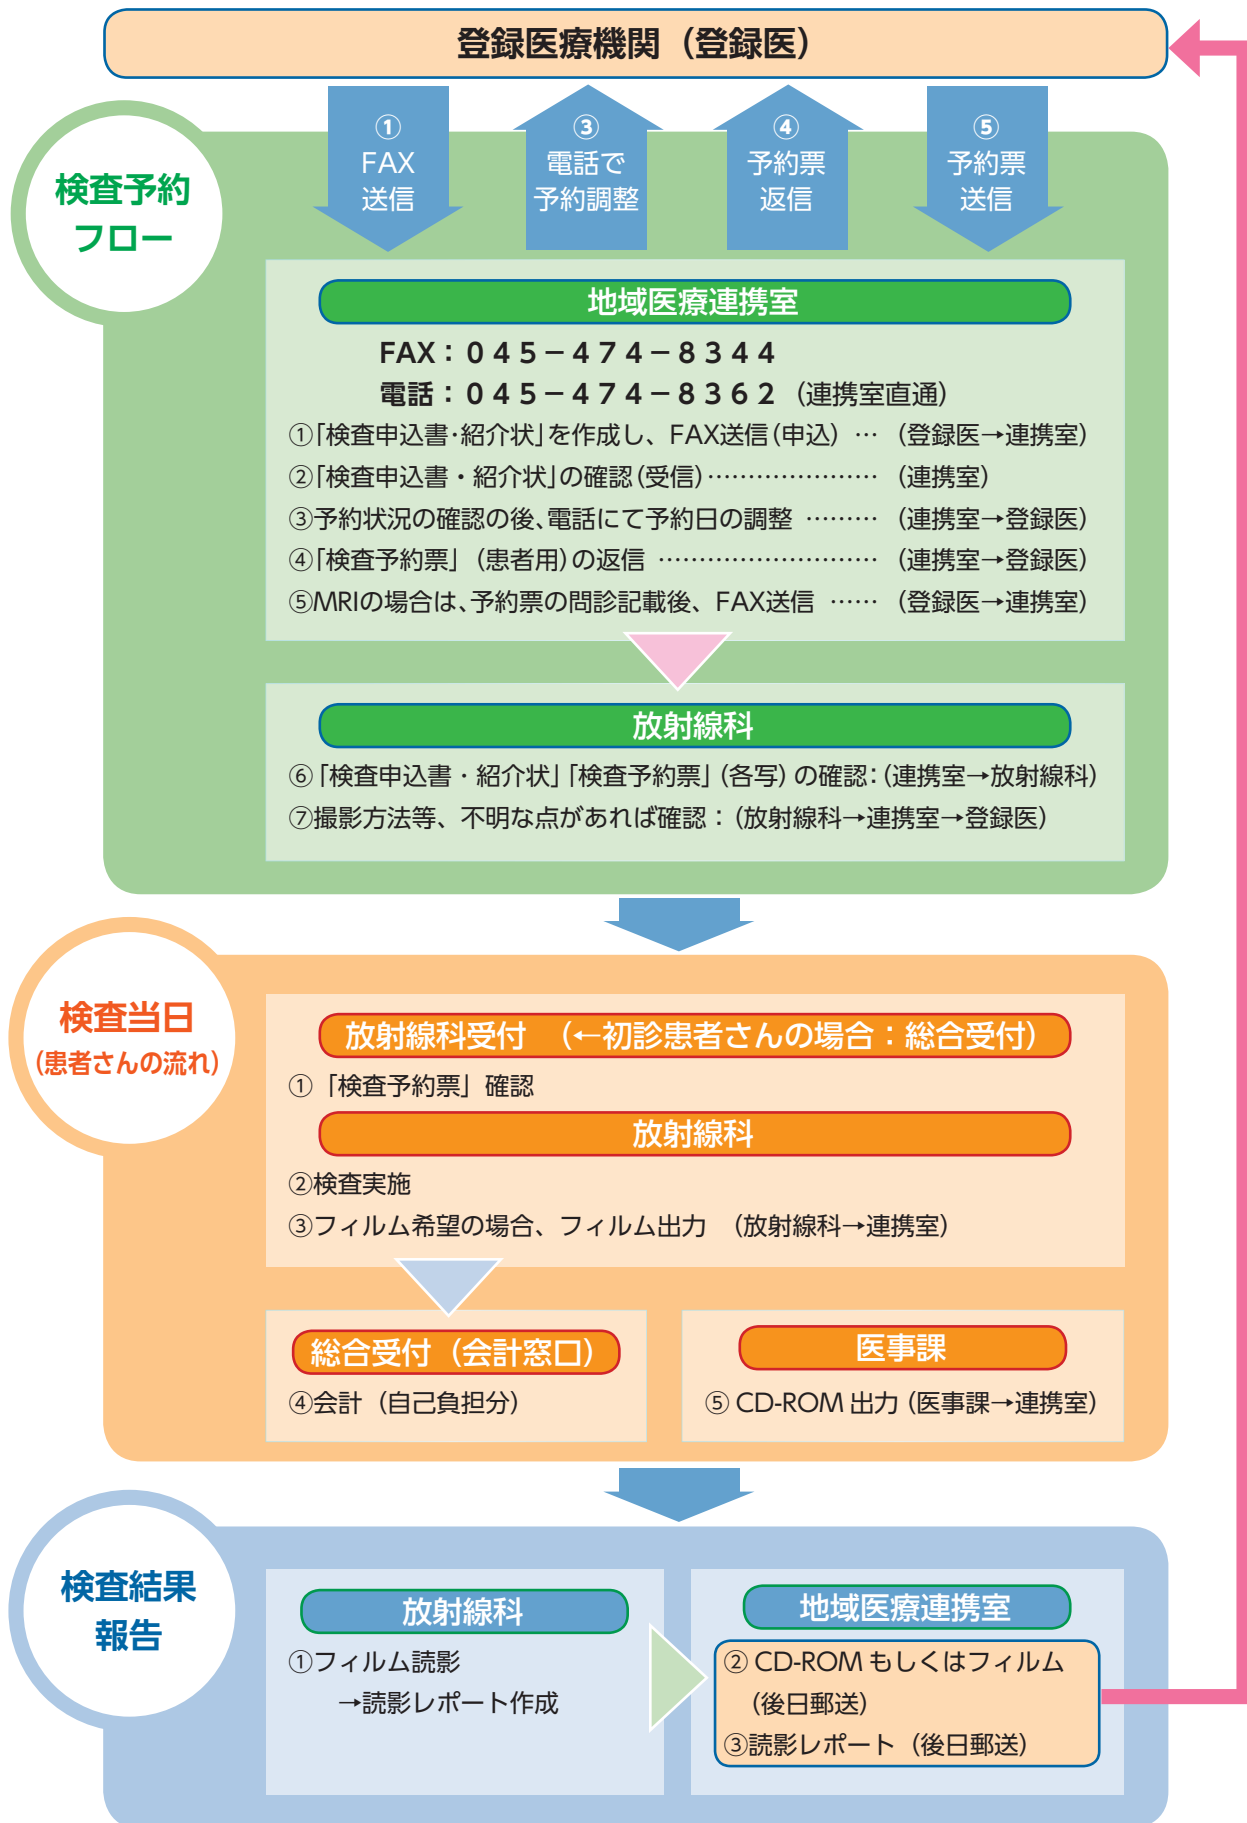 登録医療機関（登録医）
①
FAX
送信
③
電話で
予約調整
④
予約票
返信
⑤
予約票
送信
検査予約
フロー
地域医療連携室
FAX：０４５－４７４－８３４４
電話：０４５－４７４－８３６２（連携室直通）
①「検査申込書・紹介状」を作成し、FAX送信（申込）…（登録医→連携室）
②「検査申込書・紹介状」の確認（受信）…………………（連携室）
③予約状況の確認の後、電話にて予約日の調整………（連携室→登録医）
④「検査予約票」（患者用）の返信………………………（連携室→登録医）
⑤MRIの場合は、予約票の問診記載後、FAX送信……（登録医→連携室）
放射線科
⑥「検査申込書・紹介状」「検査予約票」（各写）の確認：（連携室→放射線科）
⑦撮影方法等、不明な点があれば確認：（放射線科→連携室→登録医）
検査当日
（患者さんの流れ）
放射線科受付　（←初診患者さんの場合：総合受付）
①「検査予約票」確認
放射線科
②検査実施
③フィルム希望の場合、フィルム出力　（放射線科→連携室）
総合受付（会計窓口）
④会計（自己負担分）
医事課
⑤ CD-ROM 出力（医事課→連携室）
検査結果
報告
放射線科
①フィルム読影
→読影レポート作成
地域医療連携室
② CD-ROM もしくはフィルム
（後日郵送）
③読影レポート（後日郵送）